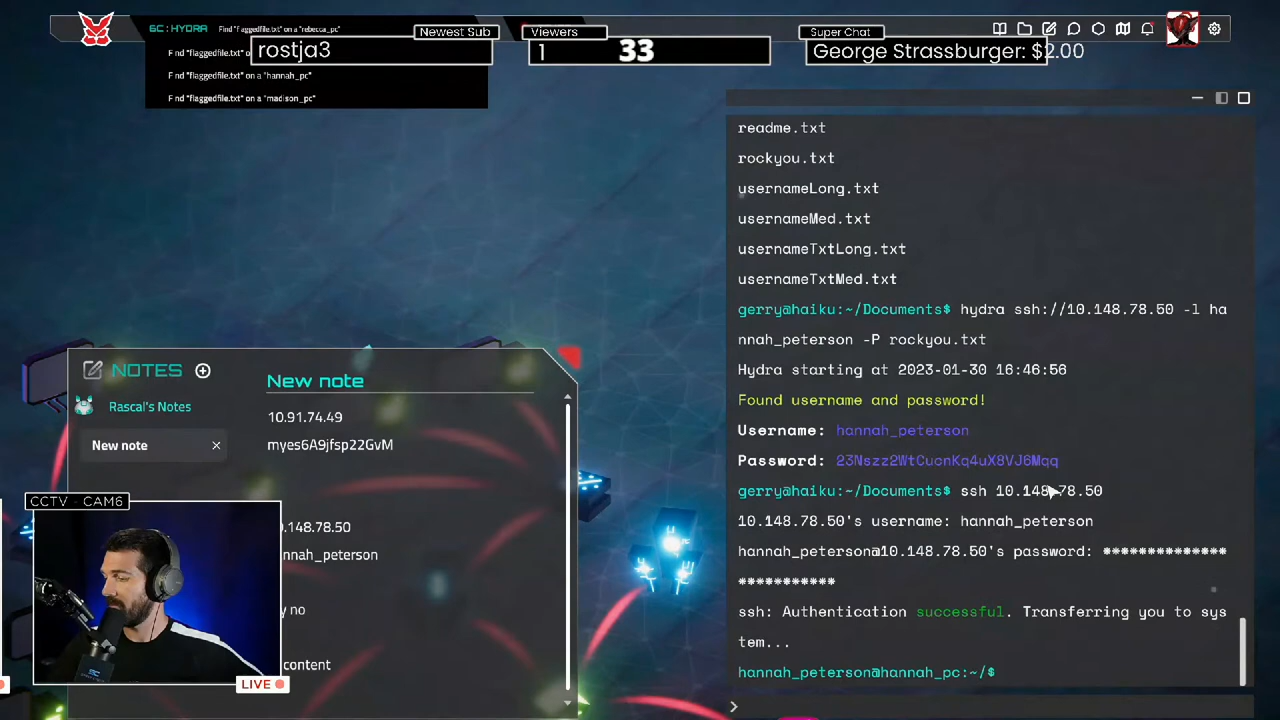 GC: HYDRA
Find "flaggedfile.txt" on a "rebecca_pc"
Find "flaggedfile.txt" o
Find "flaggedfile.txt" on a "hannah_pc"
Find "flaggedfile.txt" on a "madison_pc"
Newest Sub
rostja3
Viewers
1
33
Super Chat
George Strassburger: $2.00
readme.txt
rockyou.txt
usernameLong.txt
usernameMed.txt
usernameTxtLong.txt
usernameTxtMed.txt
gerry@haiku:~/Documents$ hydra ssh://10.148.78.50 -l ha
nnah_peterson -P rockyou.txt
Hydra starting at 2023-01-30 16:46:56
Found username and password!
Username: hannah_peterson
Password: 23Nszz2WtCucnKq4uX8VJ6Mqq
gerry@haiku:~/Documents$ ssh 10.148.78.50
10.148.78.50's username: hannah_peterson
hannah_peterson@10.148.78.50's password: **************
***********
ssh: Authentication successful. Transferring you to sys
tem...
hannah_peterson@hannah_pc:~/$
>
NOTES
Rascal's Notes
New note
New note
10.91.74.49
myes6A9jfsp22GvM
.148.78.50
nnah_peterson
y no
content
CCTV - CAM6
LIVE